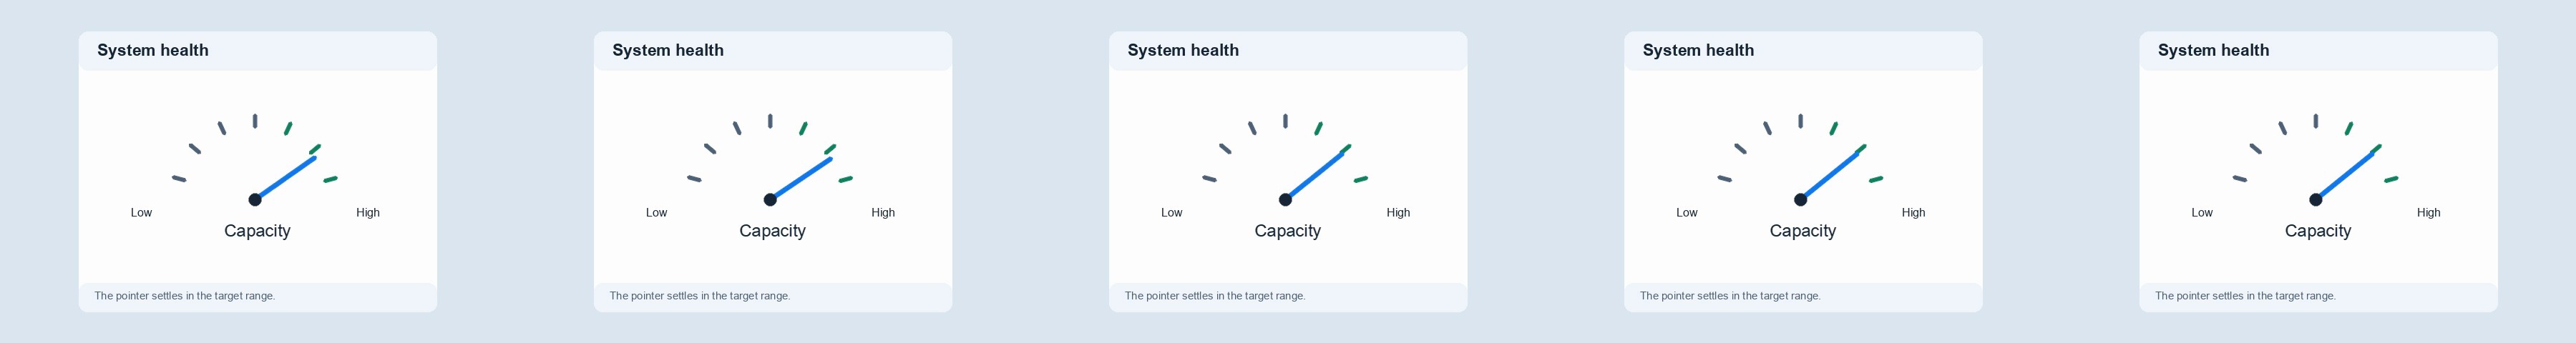 System health
Low
High
Capacity
The pointer settles in the target range.
System health
Low
High
Capacity
The pointer settles in the target range.
System health
Low
High
Capacity
The pointer settles in the target range.
System health
Low
High
Capacity
The pointer settles in the target range.
System health
Low
High
Capacity
The pointer settles in the target range.